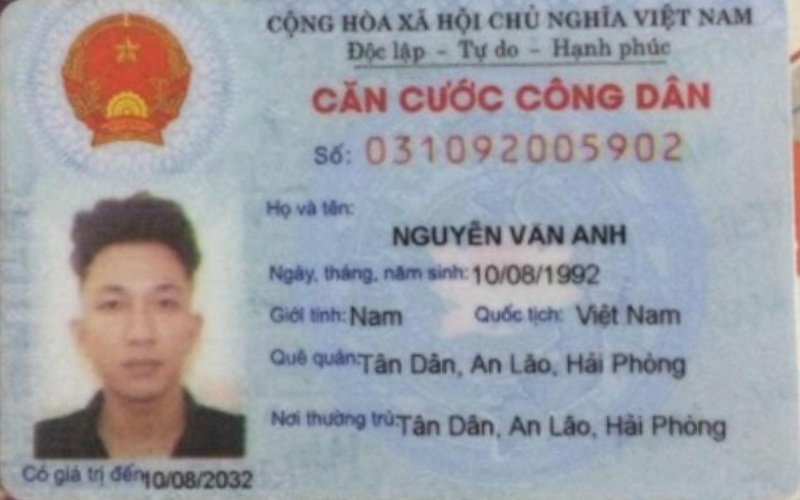 CỘNG HÒA XÃ HỘI CHỦ NGHĨA VIỆT NAM
Độc lập - Tự do - Hạnh phúc
CĂN CƯỚC CÔNG DÂN
Số: 031092005902
Họ và tên:
NGUYỄN VĂN ANH
Ngày, tháng, năm sinh: 10/08/1992
Giới tính: Nam Quốc tịch: Việt Nam
Quê quán: Tân Dân, An Lão, Hải Phòng
Nơi thường trú: Tân Dân, An Lão, Hải Phòng
Có giá trị đến 10/08/2032